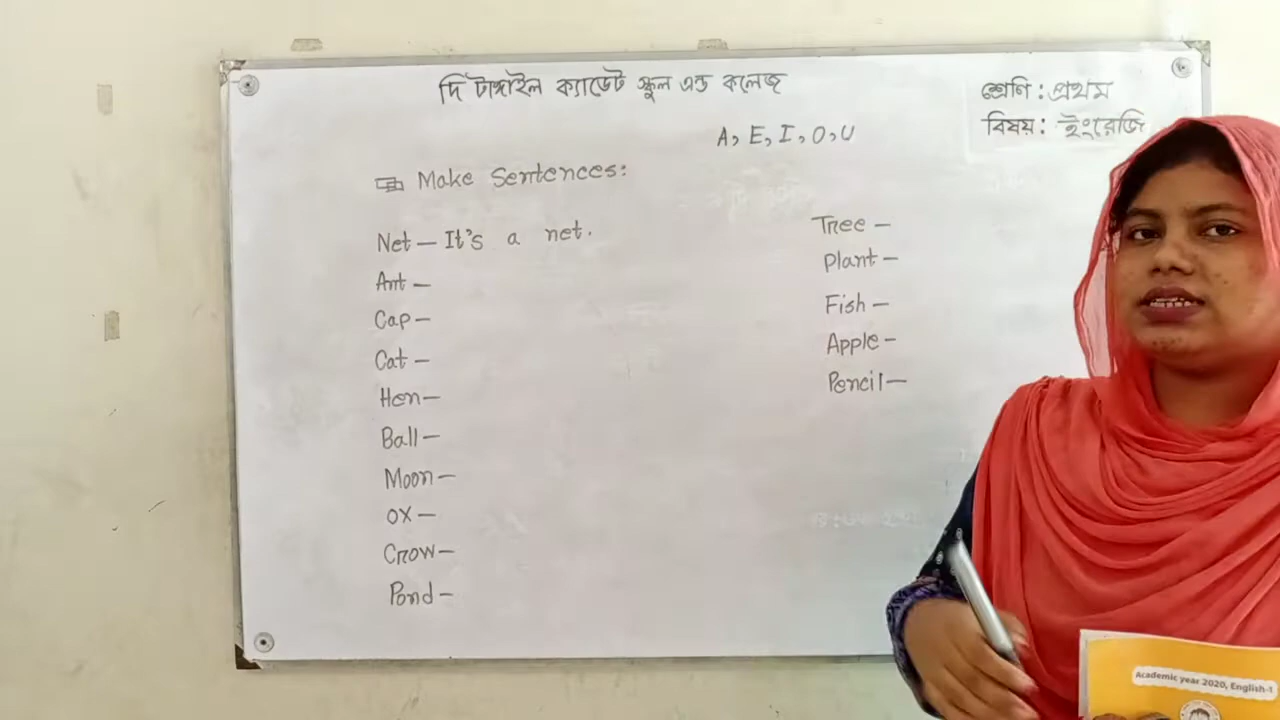 দি টাঙ্গাইল ক্যাডেট স্কুল এন্ড কলেজ
শ্রেণি : প্রথম
বিষয় : ইংরেজি
A, E, I, O, U
Make Sentences:
Net – It's a net.
Ant –
Cap –
Cat –
Hen –
Ball –
Moon –
OX –
Crow –
Pond –
Tree –
Plant –
Fish –
Apple –
Pencil –
Academic year 2020, English-1